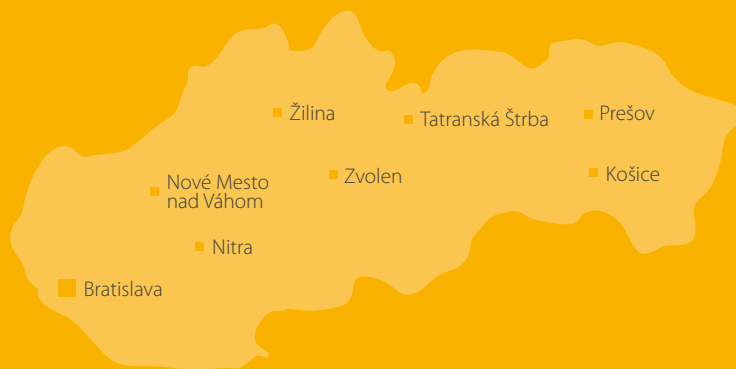 Žilina
Tatranská Štrba
Prešov
Zvolen
Košice
Nové Mesto
nad Váhom
Nitra
Bratislava